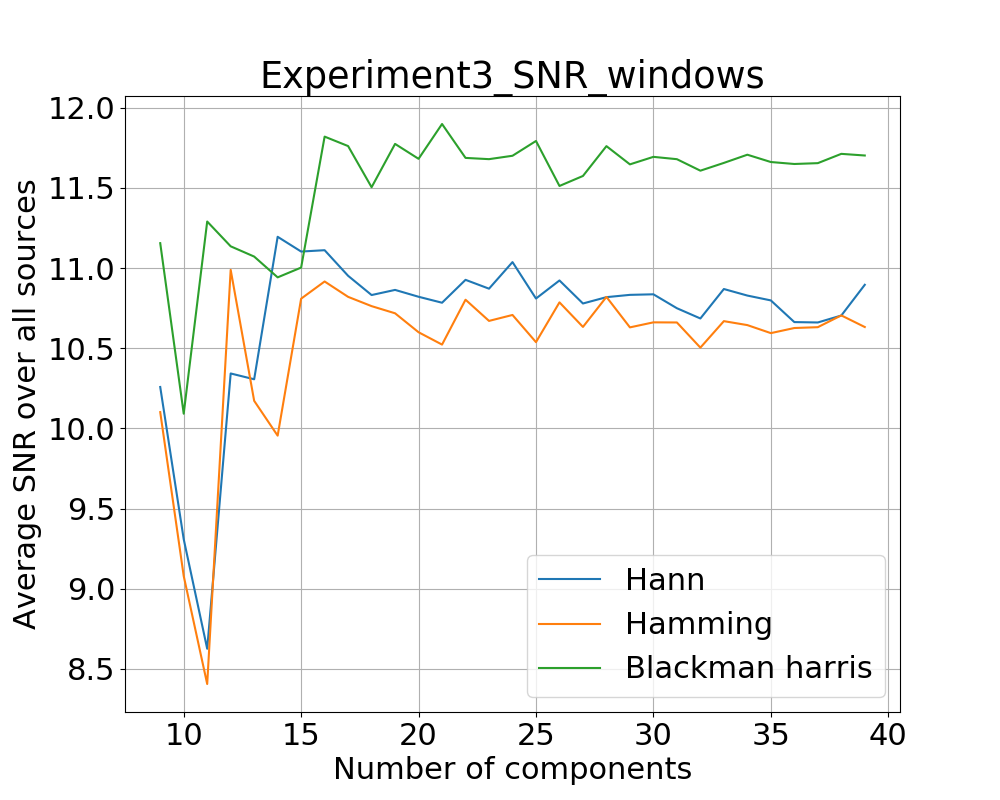 Experiment3_SNR_windows
12.0
11.5
11.0
10.5
10.0
9.5
9.0
8.5
Average SNR over all sources
Hann
Hamming
Blackman harris
10 15 20 25 30 35 40
Number of components